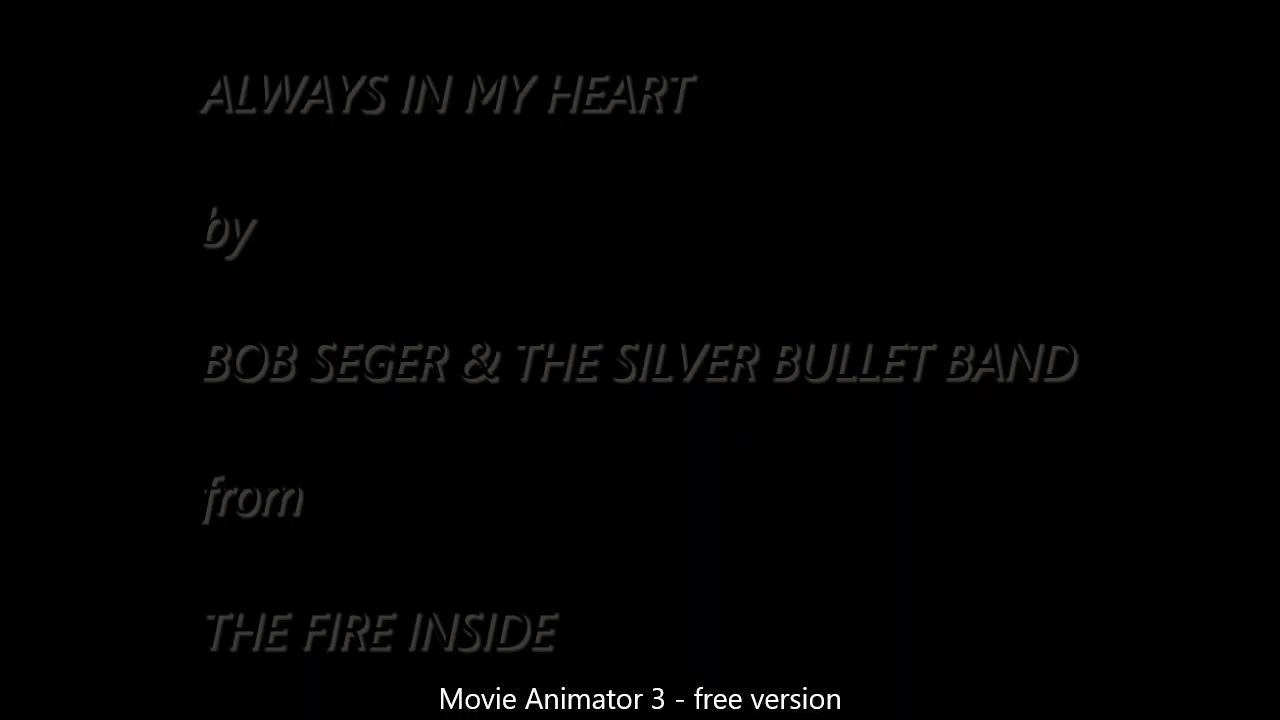 ALWAYS IN MY HEART
by
BOB SEGER & THE SILVER BULLET BAND
from
THE FIRE INSIDE
Movie Animator 3 - free version